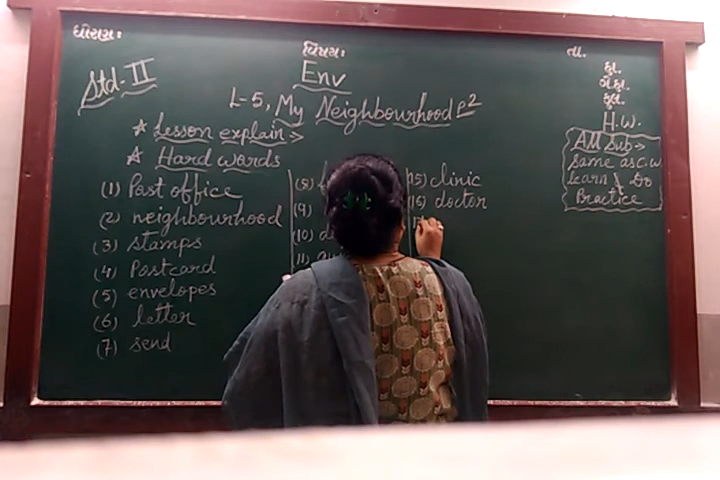 ધોરણ:
વિષય:
તા.
Std-II
Env
કુ.
ગે.હા.
કુલ.
L-5, My Neighbourhood P2
H.W.
* Lesson explain →
* Hard words
All Sub →
Same as C.W
Learn & Do
Practice
(1) Post office
(2) neighbourhood
(3) stamps
(4) Postcard
(5) envelopes
(6) letter
(7) send
(8)
(9)
(10)
(11)
(15) clinic
(16) doctor